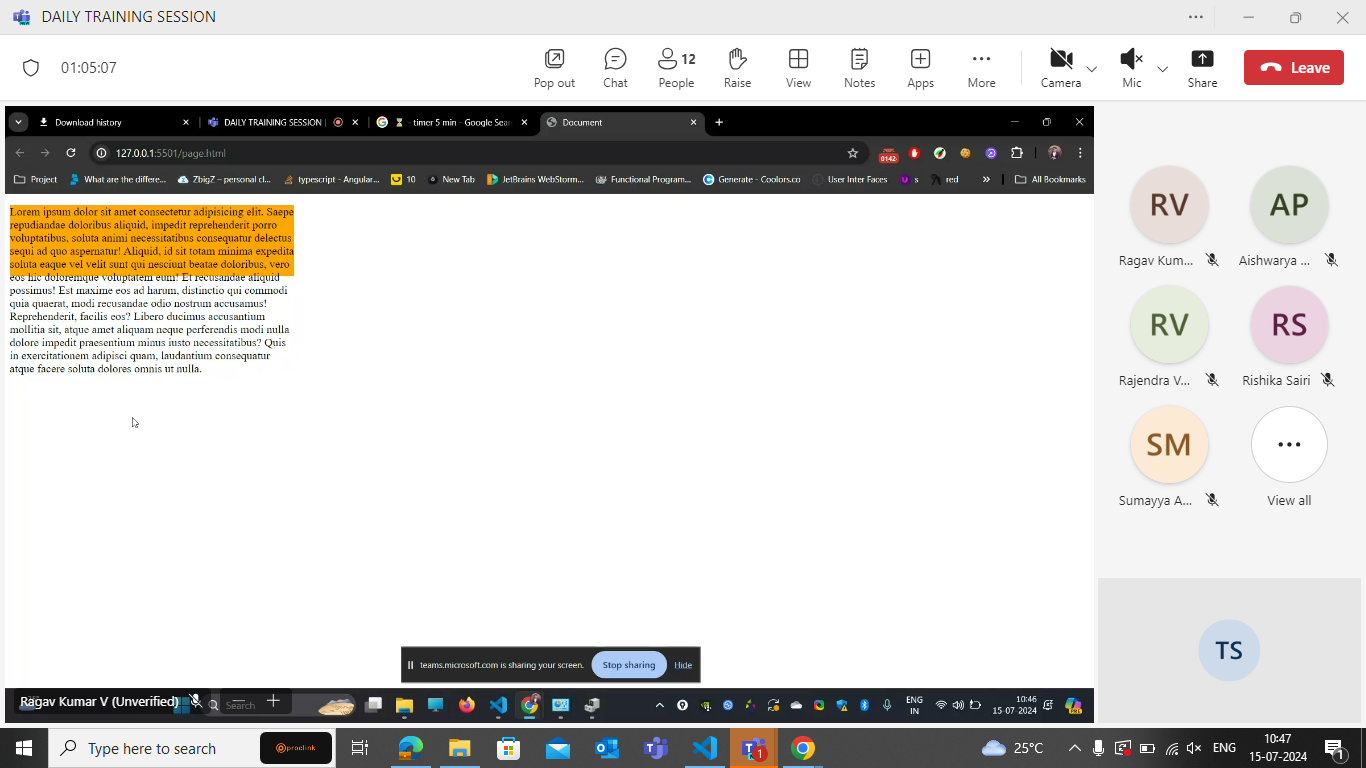 DAILY TRAINING SESSION
01:05:07
Pop out
Chat
12
People
Raise
View
Notes
Apps
More
Camera
Mic
Share
Leave
Download history
DAILY TRAINING SESSION |
timer 5 min - Google Sear
Document
127.0.0.1:5501/page.html
0142
Project
What are the differe...
ZbigZ – personal cl...
typescript - Angular...
10
New Tab
JetBrains WebStorm...
Functional Program...
Generate - Coolors.co
User Inter Faces
s
red
»
All Bookmarks
Lorem ipsum dolor sit amet consectetur adipisicing elit. Saepe
repudiandae doloribus aliquid, impedit reprehenderit porro
voluptatibus, soluta animi necessitatibus consequatur delectus
sequi ad quo aspernatur! Aliquid, id sit totam minima expedita
soluta eaque vel velit sunt qui nesciunt beatae doloribus, vero
eos hic doloremque voluptatem eum! Et recusandae aliquid
possimus! Est maxime eos ad harum, distinctio qui commodi
quia quaerat, modi recusandae odio nostrum accusamus!
Reprehenderit, facilis eos? Libero ducimus accusantium
mollitia sit, atque amet aliquam neque perferendis modi nulla
dolore impedit praesentium minus iusto necessitatibus? Quis
in exercitationem adipisci quam, laudantium consequatur
atque facere soluta dolores omnis ut nulla.
RV
Ragav Kum...
AP
Aishwarya ...
RV
Rajendra V...
RS
Rishika Sairi
SM
Sumayya A...
View all
TS
teams.microsoft.com is sharing your screen.
Stop sharing
Hide
Ragav Kumar V (Unverified)
Search
ENG
IN
10:46
15-07-2024
Type here to search
proclink
1
25°C
ENG
10:47
15-07-2024
1